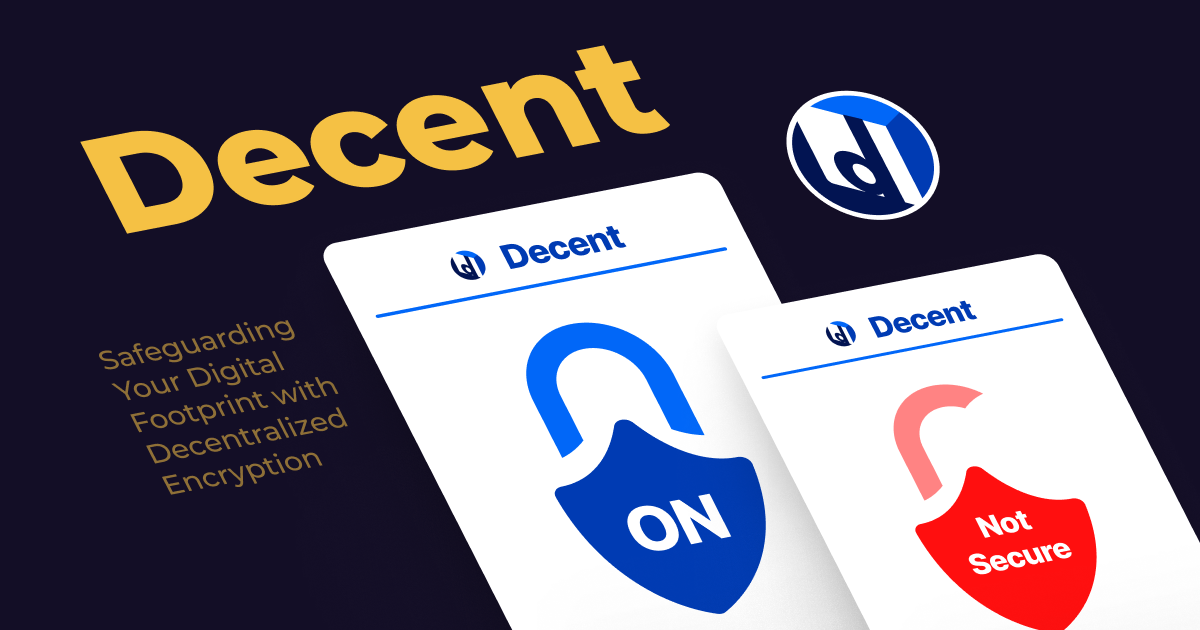 Decent
Safeguarding
Your Digital
Footprint with
Decentralized
Encryption
Decent
ON
Decent
Not
Secure